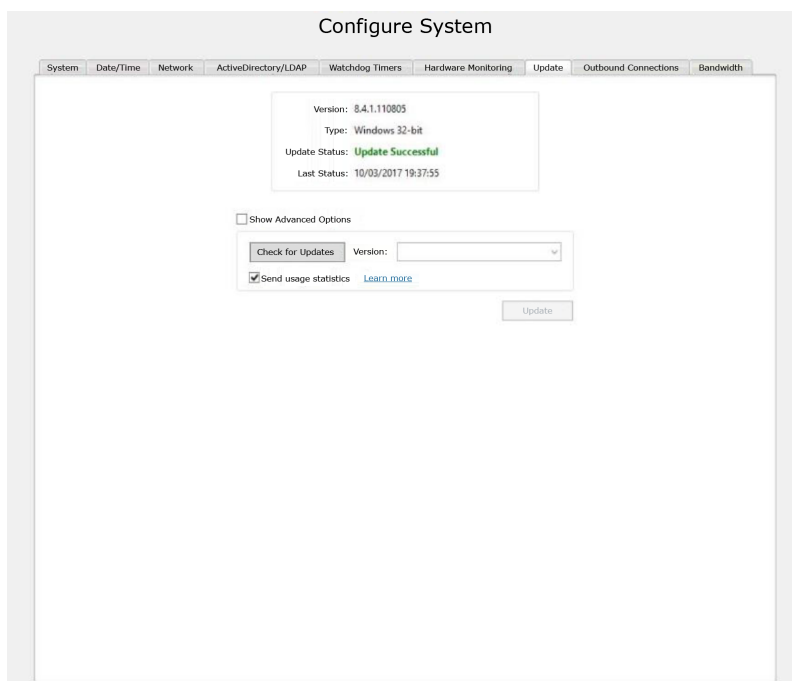 Configure System
System Date/Time Network ActiveDirectory/LDAP Watchdog Timers Hardware Monitoring Update Outbound Connections Bandwidth
Version: 8.4.1.110805
Type: Windows 32-bit
Update Status: Update Successful
Last Status: 10/03/2017 19:37:55
Show Advanced Options
Check for Updates Version:
Send usage statistics Learn more
Update